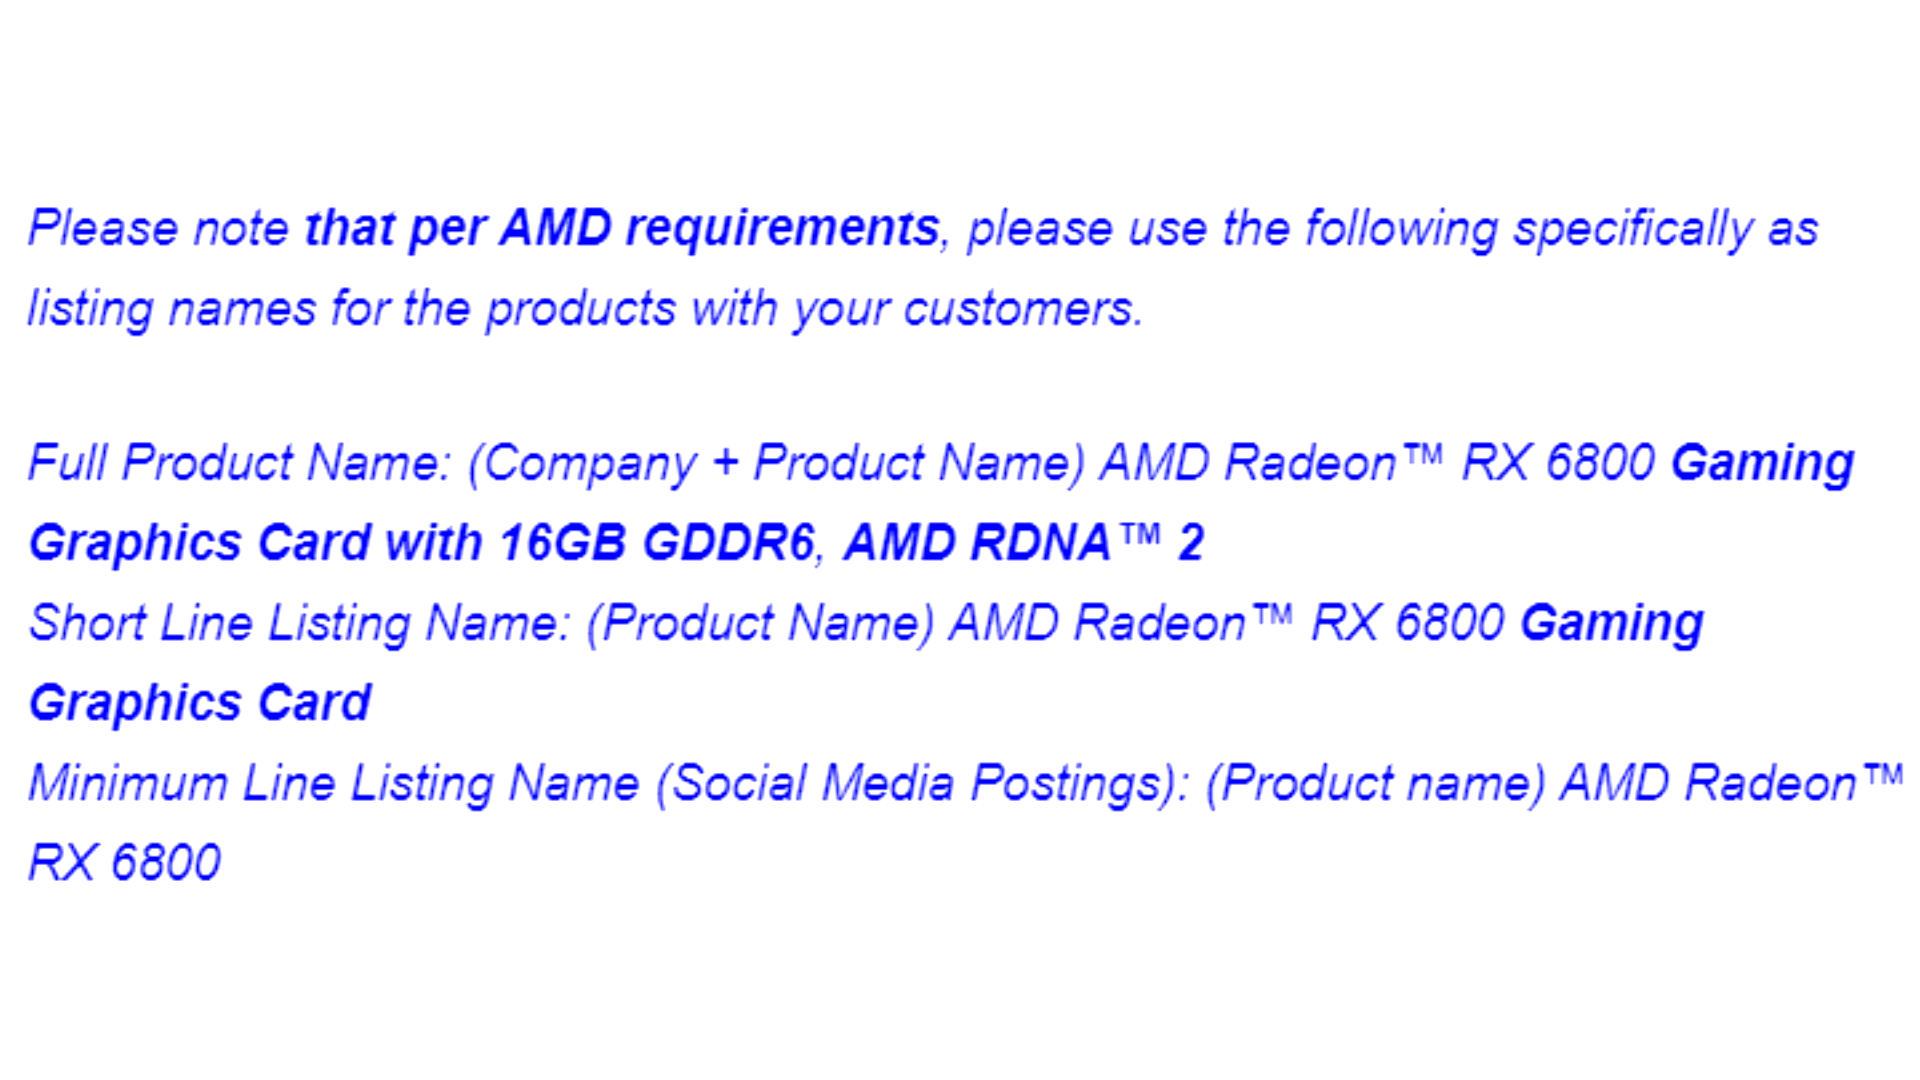 Please note that per AMD requirements, please use the following specifically as
listing names for the products with your customers.
Full Product Name: (Company + Product Name) AMD Radeon™ RX 6800 Gaming
Graphics Card with 16GB GDDR6, AMD RDNA™ 2
Short Line Listing Name: (Product Name) AMD Radeon™ RX 6800 Gaming
Graphics Card
Minimum Line Listing Name (Social Media Postings): (Product name) AMD Radeon™
RX 6800